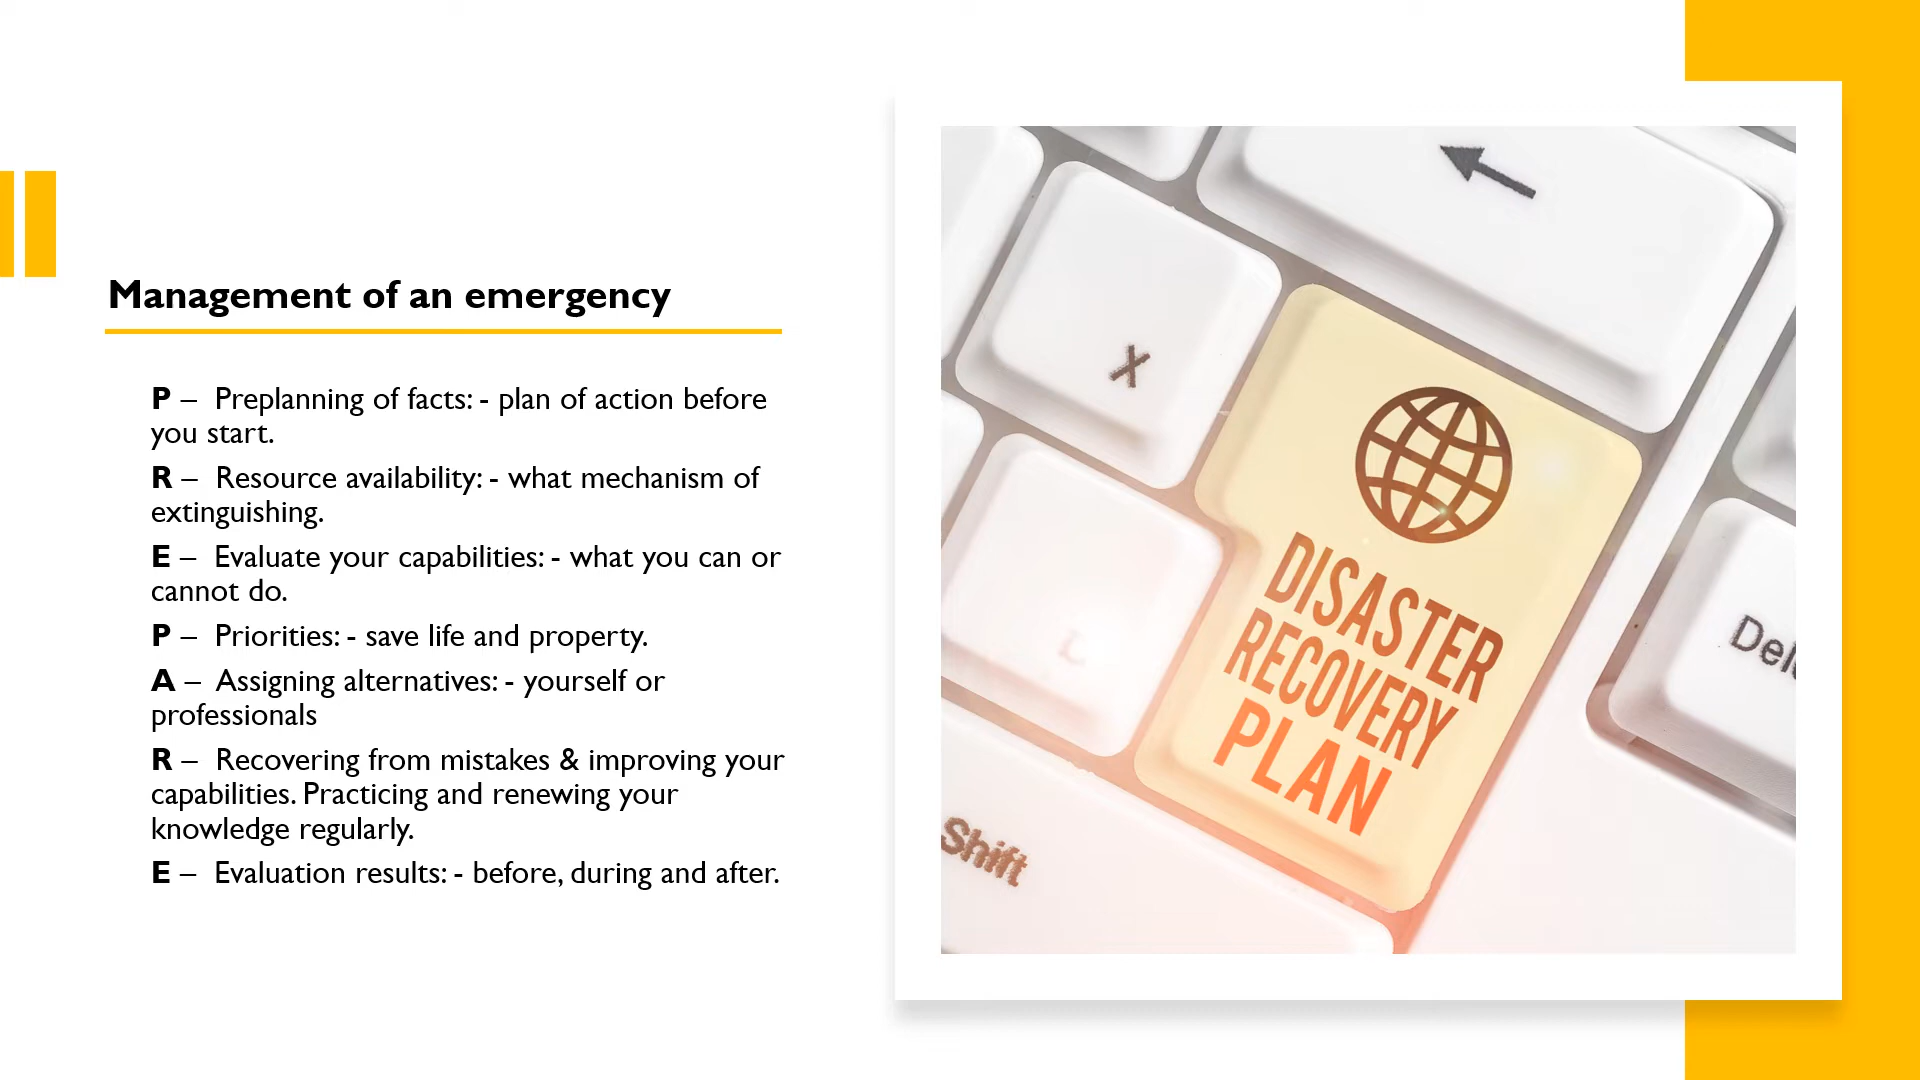 Management of an emergency
P – Preplanning of facts: - plan of action before
you start.
R – Resource availability: - what mechanism of
extinguishing.
E – Evaluate your capabilities: - what you can or
cannot do.
P – Priorities: - save life and property.
A – Assigning alternatives: - yourself or
professionals
R – Recovering from mistakes & improving your
capabilities. Practicing and renewing your
knowledge regularly.
E – Evaluation results: - before, during and after.
X
DISASTER
RECOVERY
PLAN
Shift